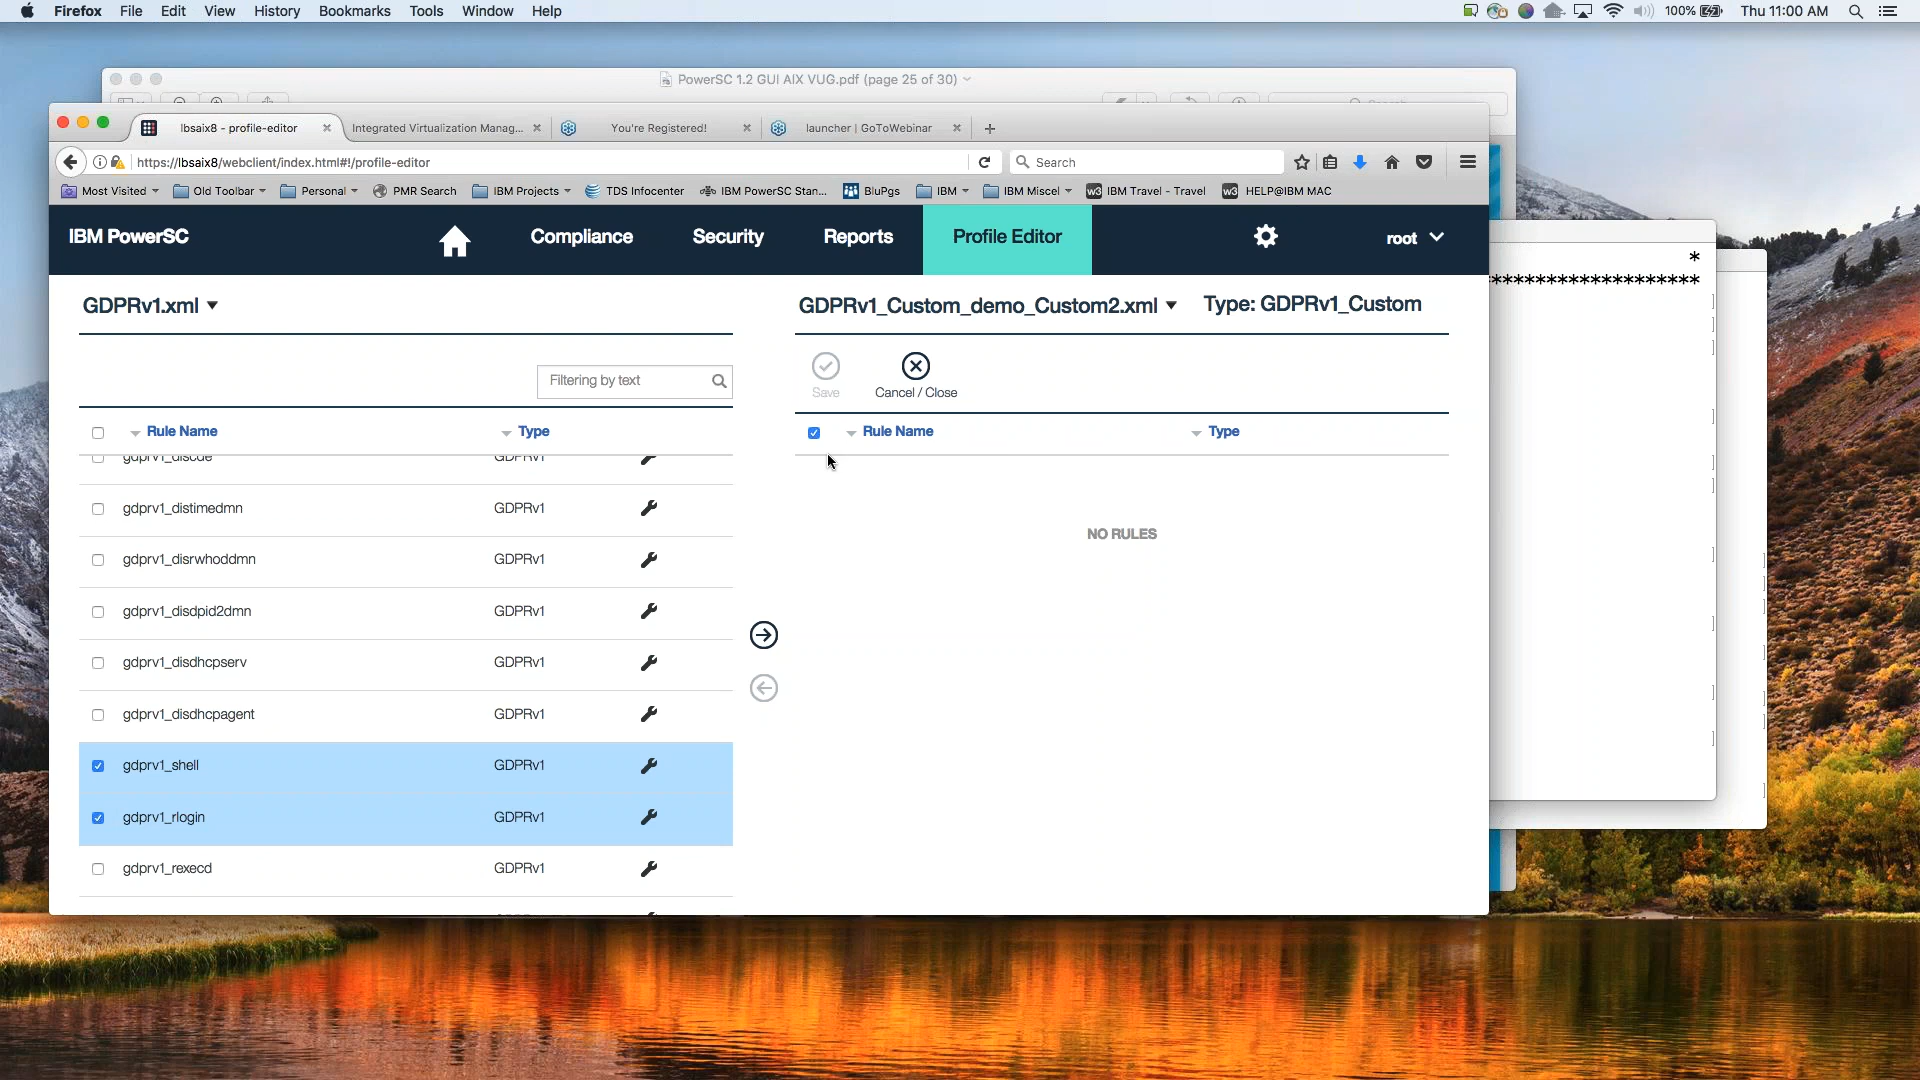 Firefox File Edit View History Bookmarks Tools Window Help 100% Thu 11:00 AM
PowerSC 1.2 GUI AIX VUG.pdf (page 25 of 30)
lbsaix8 - profile-editor Integrated Virtualization Manag... You're Registered! launcher | GoToWebinar
https://lbsaix8/webclient/index.html#!/profile-editor Search
Most Visited Old Toolbar Personal PMR Search IBM Projects TDS Infocenter IBM PowerSC Stan... BluPgs IBM IBM Miscel w3 IBM Travel - Travel w3 HELP@IBM MAC
IBM PowerSC Compliance Security Reports Profile Editor root
GDPRv1.xml GDPRv1_Custom_demo_Custom2.xml Type: GDPRv1_Custom
Filtering by text Save Cancel / Close
Rule Name Type Rule Name Type
gdprv1_discde GDPRv1
gdprv1_distimedmn GDPRv1
NO RULES
gdprv1_disrwhoddmn GDPRv1
gdprv1_disdpid2dmn GDPRv1
gdprv1_disdhcpserv GDPRv1
gdprv1_disdhcpagent GDPRv1
gdprv1_shell GDPRv1
gdprv1_rlogin GDPRv1
gdprv1_rexecd GDPRv1